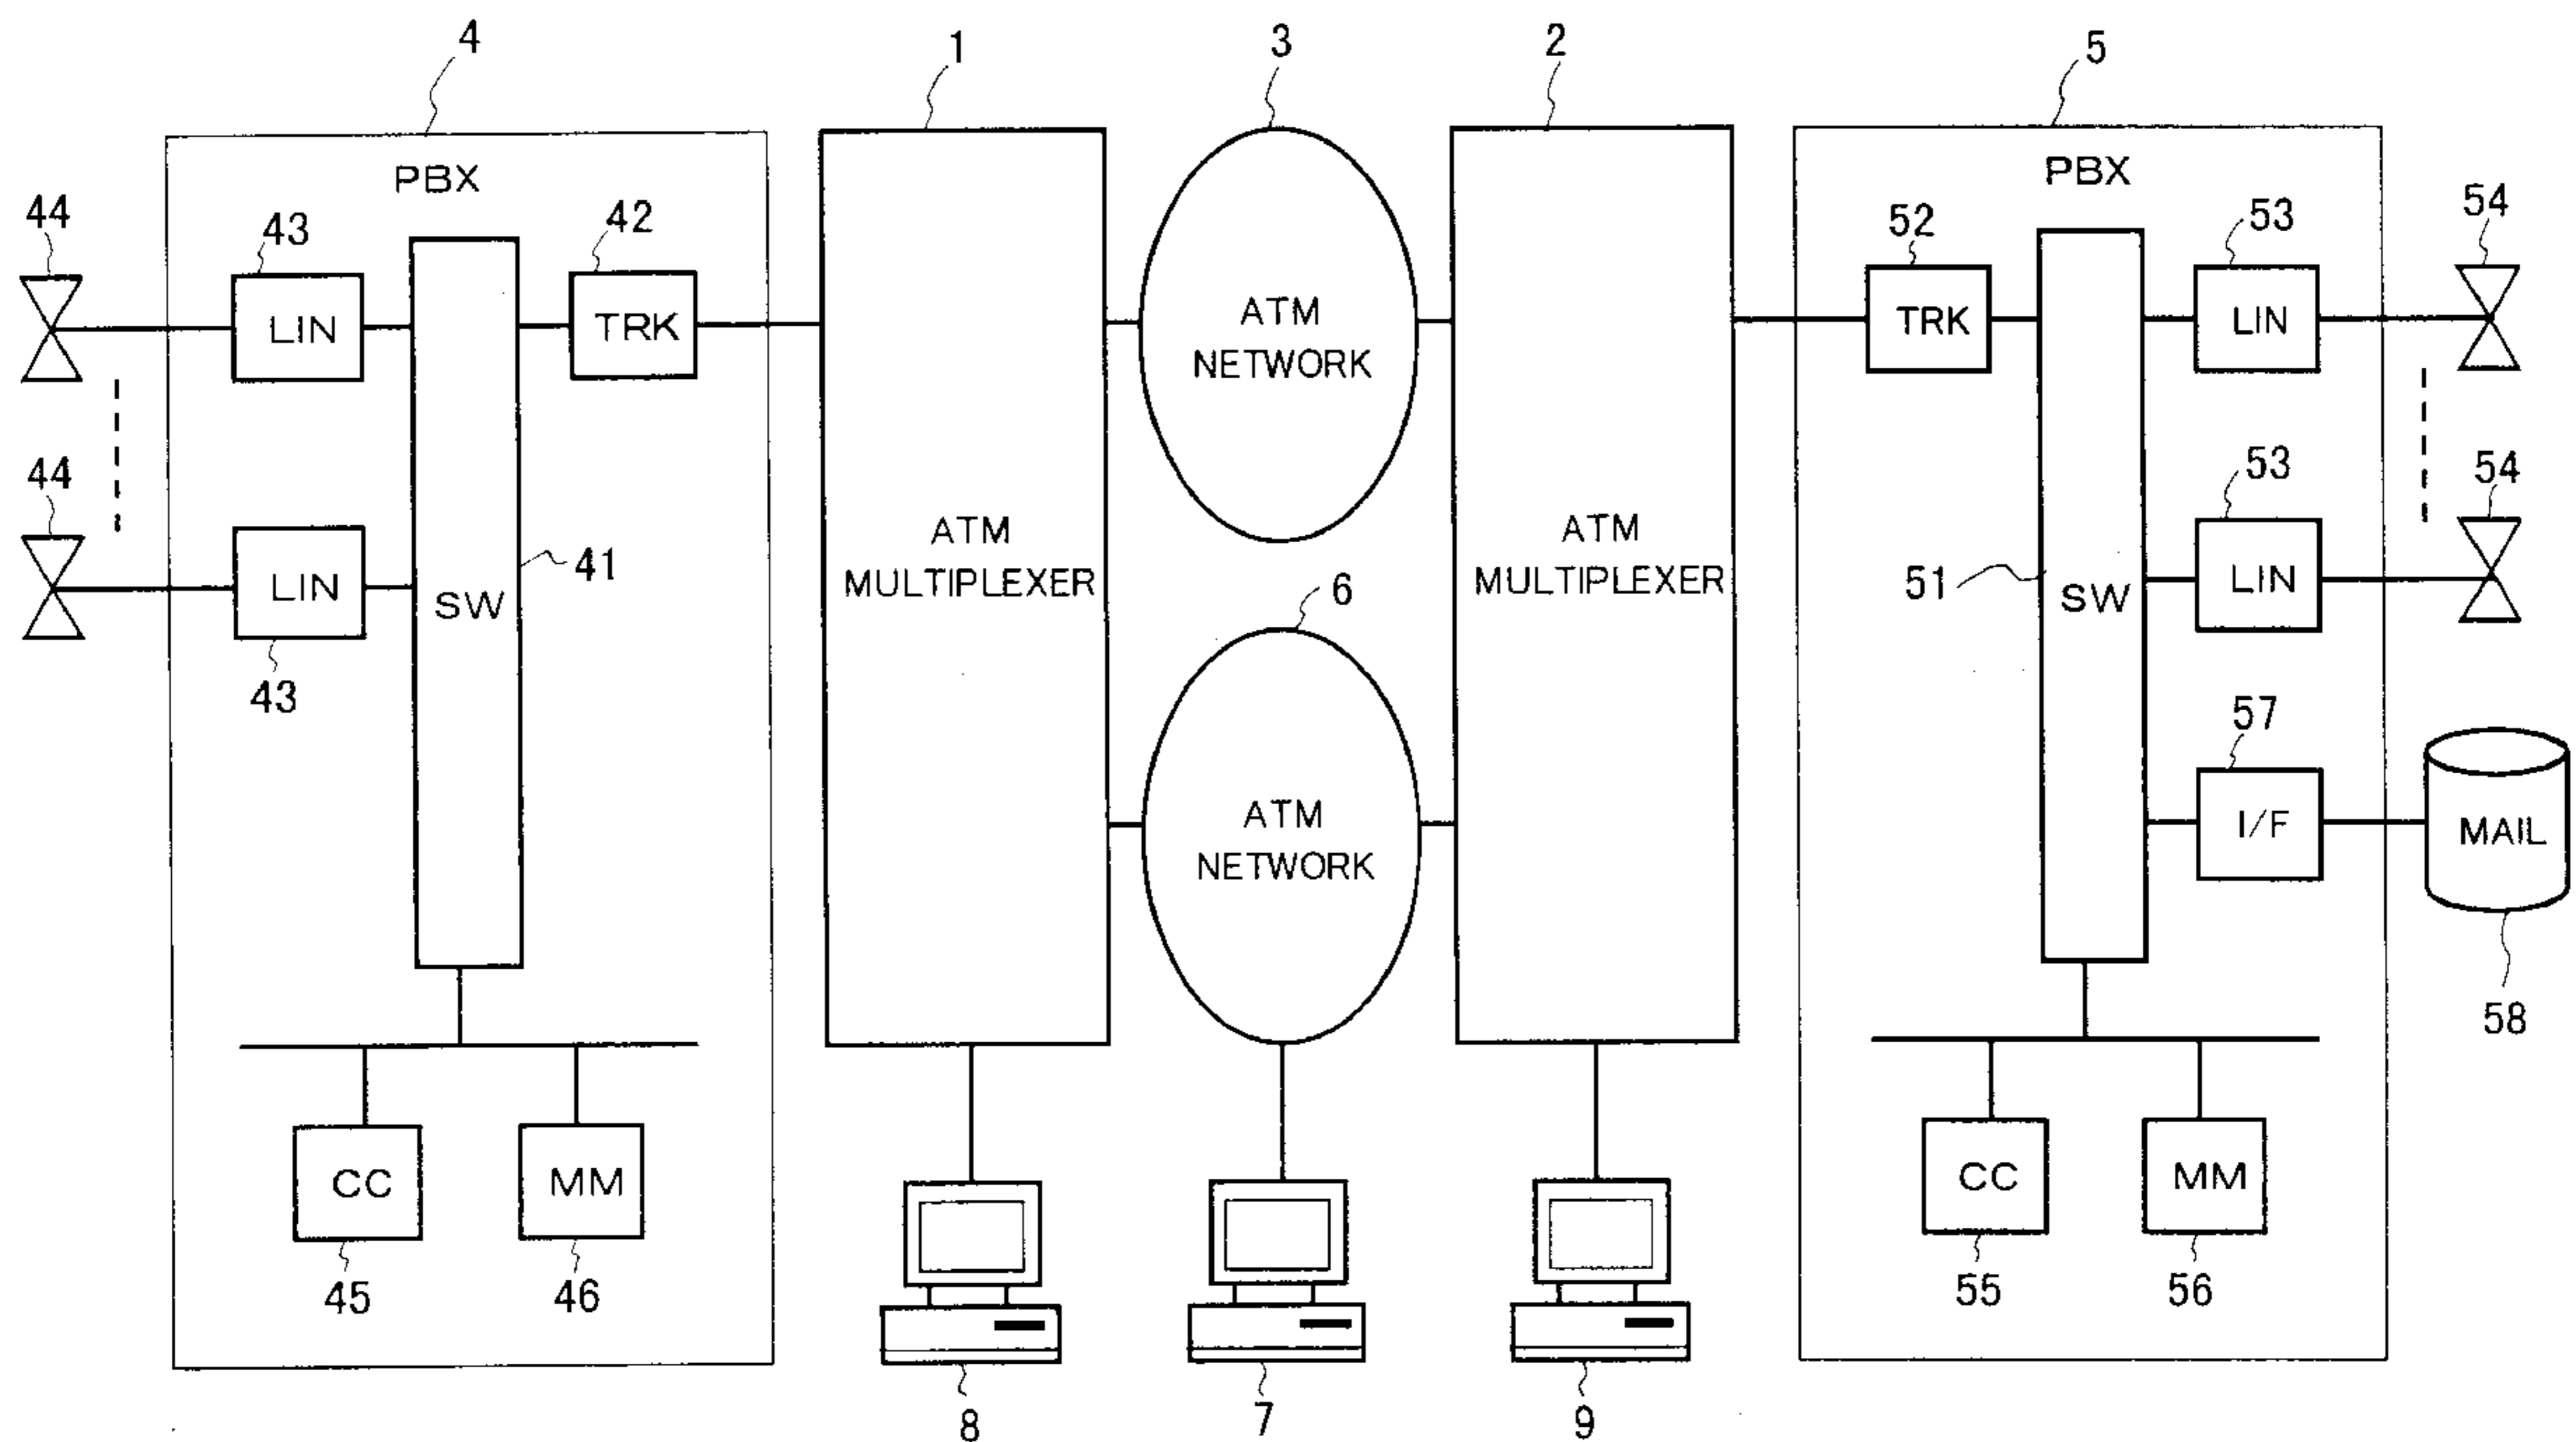 4
1
3
2
5
PBX
PBX
44
43
42
52
53
54
LIN
TRK
ATM
NETWORK
TRK
LIN
44
53
54
LIN
SW
41
ATM
MULTIPLEXER
ATM
MULTIPLEXER
6
51
SW
LIN
43
57
ATM
NETWORK
I/F
MAIL
58
CC
MM
CC
MM
45
46
55
56
8
7
9